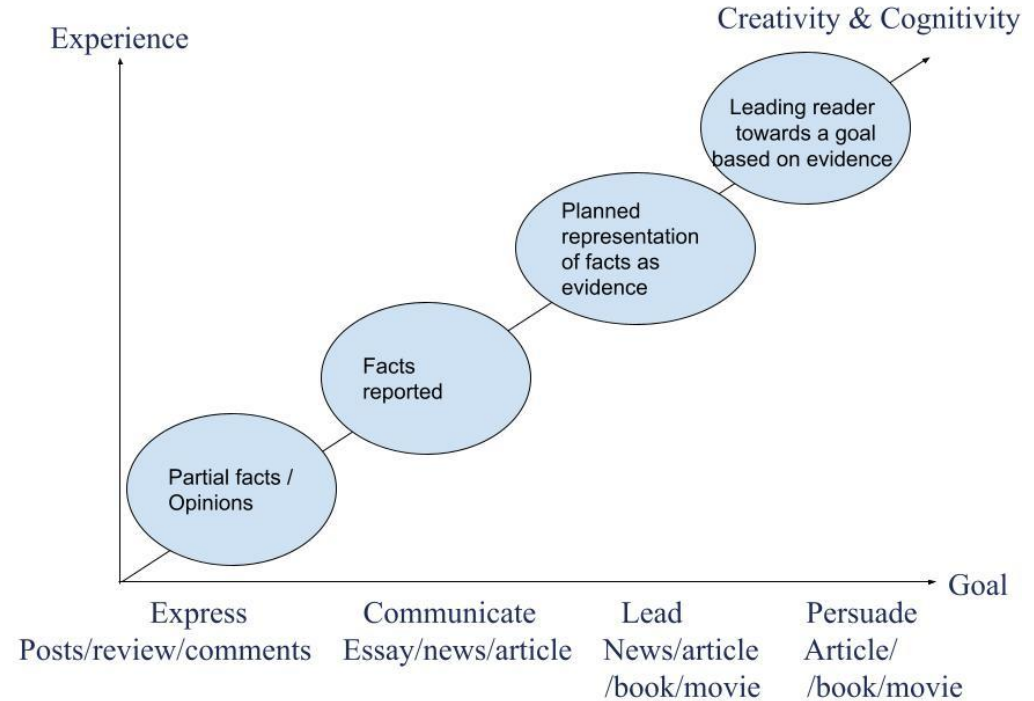 Creativity & Cognitivity
Experience
Leading reader
towards a goal
based on evidence
Planned
representation
of facts as
evidence
Facts
reported
Partial facts /
Opinions
Goal
Express
Posts/review/comments
Communicate
Essay/news/article
Lead
News/article
/book/movie
Persuade
Article/
/book/movie